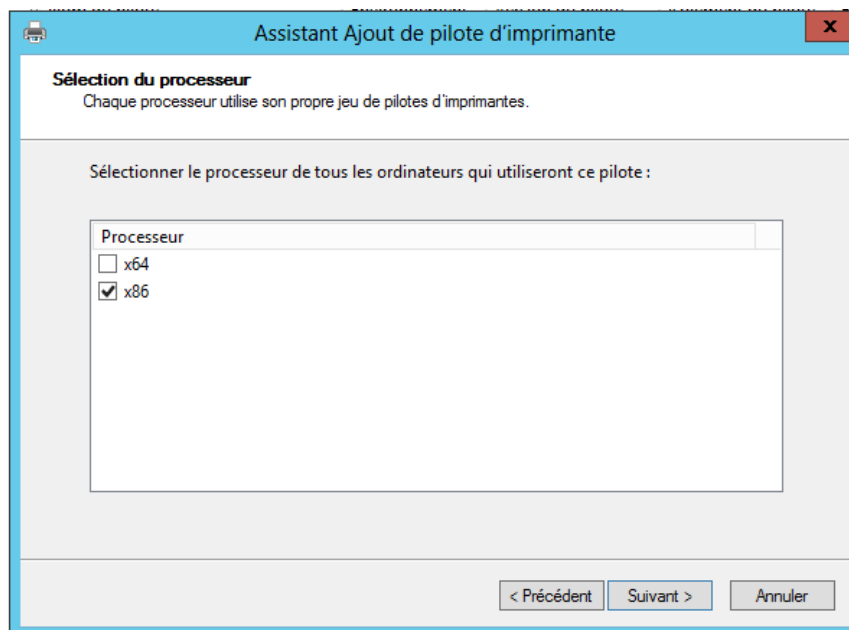 Assistant Ajout de pilote d'imprimante
x
Sélection du processeur
Chaque processeur utilise son propre jeu de pilotes d'imprimantes.
Sélectionner le processeur de tous les ordinateurs qui utiliseront ce pilote :
Processeur
x64
x86
< Précédent
Suivant >
Annuler